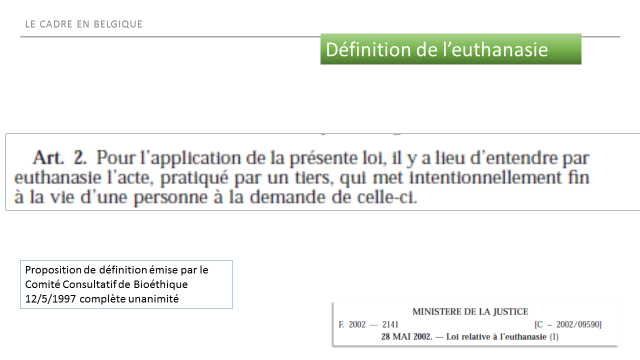 LE CADRE EN BELGIQUE
Définition de l'euthanasie
Art. 2. Pour l'application de la présente loi, il y a lieu d'entendre par
euthanasie l'acte, pratiqué par un tiers, qui met intentionnellement fin
à la vie d'une personne à la demande de celle-ci.
Proposition de définition émise par le
Comité Consultatif de Bioéthique
12/5/1997 complète unanimité
MINISTERE DE LA JUSTICE
F. 2002 — 2141 [C – 2002/09590]
28 MAI 2002. — Loi relative à l'euthanasie (1)